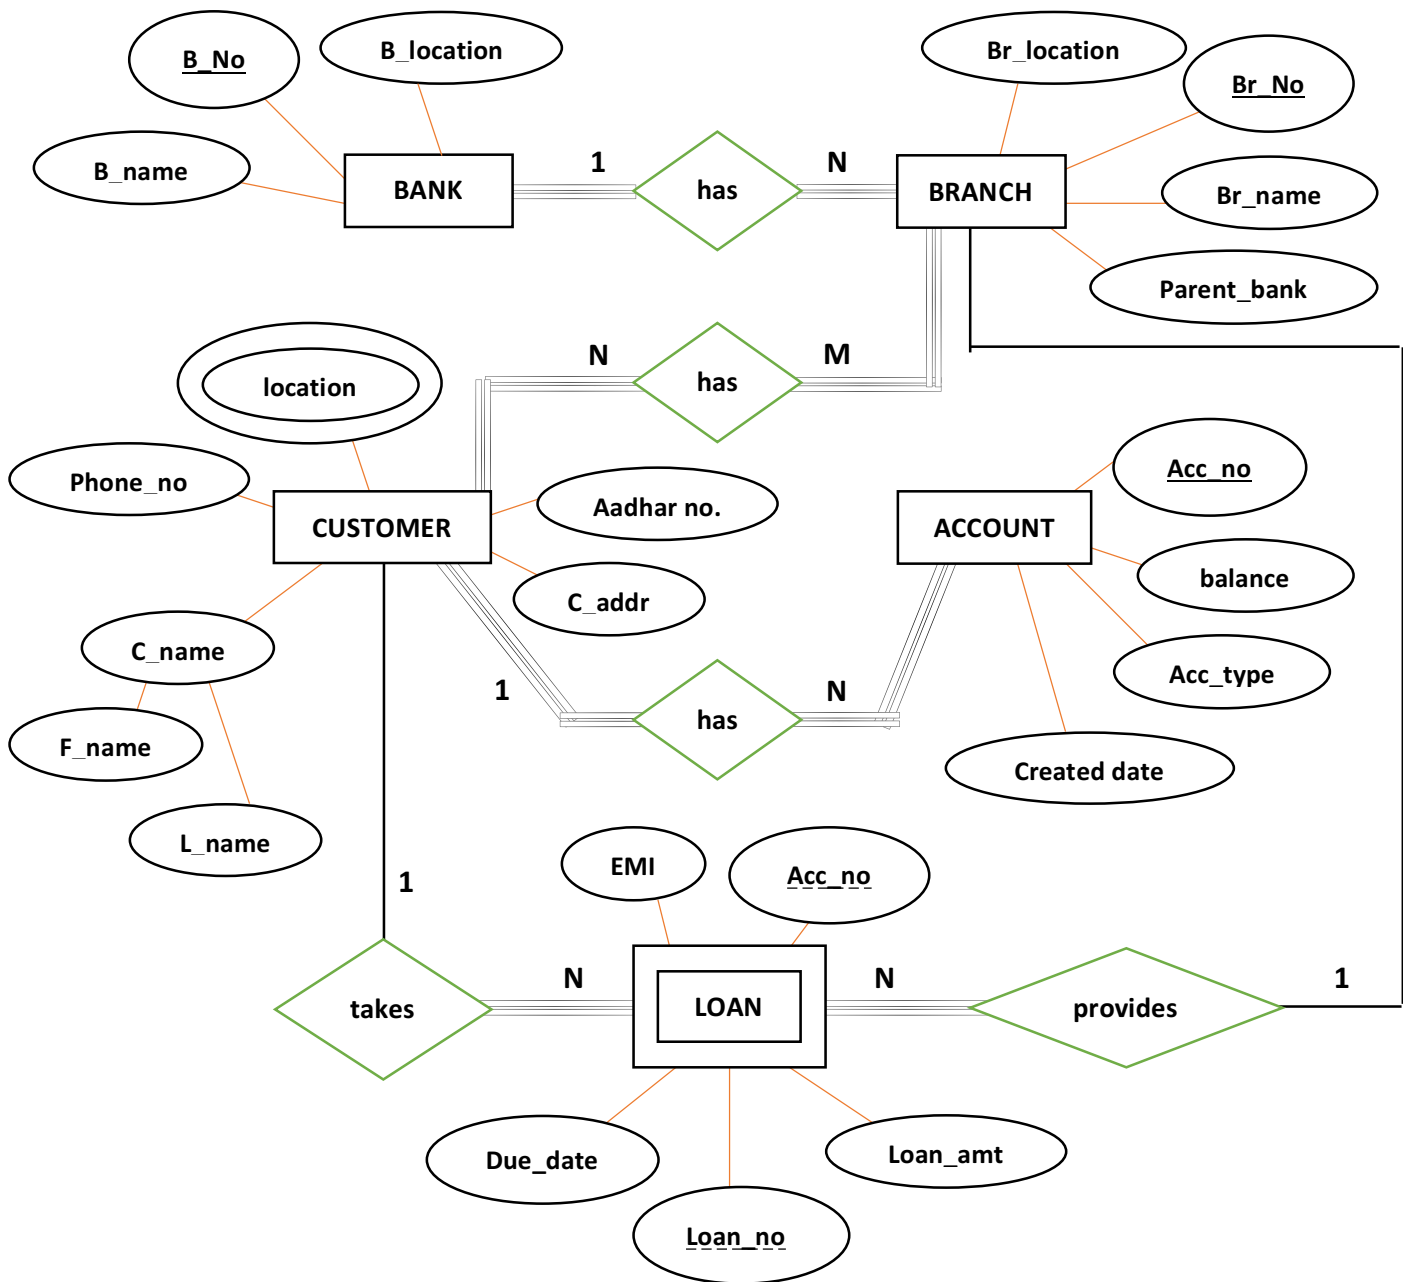 B_No
B_location
Br_location
Br_No
B_name
BANK
1
has
N
BRANCH
Br_name
Parent_bank
N
has
M
location
Phone_no
CUSTOMER
Aadhar no.
ACCOUNT
Acc_no
C_addr
balance
C_name
1
has
N
Acc_type
F_name
Created date
L_name
EMI
Acc_no
1
takes
N
LOAN
N
provides
1
Due_date
Loan_amt
Loan_no